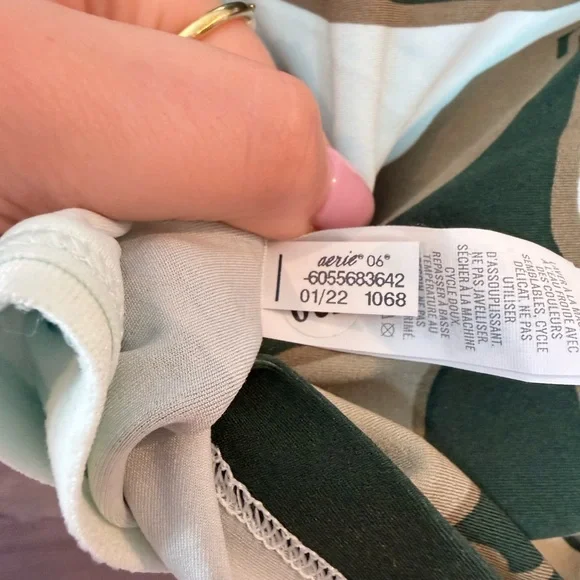 aerie® 06®
-6055683642
01/22 1068
D'ASSOUPLISSANT.
NE PAS JAVELLISER.
SÉCHER À LA MACHINE
CYCLE DOUX.
REPASSER À BASSE
TEMPÉRATURE AU
AVEC
DES COULEURS
SEMBLABLES, CYCLE
DÉLICAT. NE PAS
UTILISER